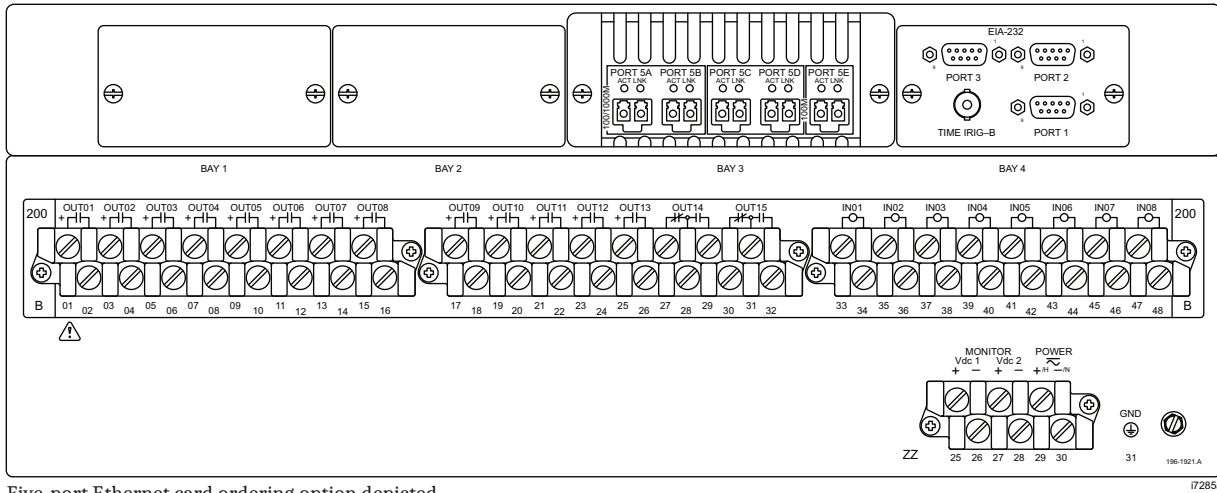 EIA-232
1 1
9 9
PORT 3 PORT 2
PORT 5A PORT 5B PORT 5C PORT 5D PORT 5E
ACT LNK ACT LNK ACT LNK ACT LNK ACT LNK
100/1000M
100M
1
9
TIME IRIG–B PORT 1
BAY 1 BAY 2 BAY 3 BAY 4
200 OUT01 OUT02 OUT03 OUT04 OUT05 OUT06 OUT07 OUT08 OUT09 OUT10 OUT11 OUT12 OUT13 OUT14 OUT15 IN01 IN02 IN03 IN04 IN05 IN06 IN07 IN08 200
+ + + + + + + + + + + + +
B 01 02 03 04 05 06 07 08 09 10 11 12 13 14 15 16 17 18 19 20 21 22 23 24 25 26 27 28 29 30 31 32 33 34 35 36 37 38 39 40 41 42 43 44 45 46 47 48 B
MONITOR POWER
Vdc 1 Vdc 2
+ − + − +/H −/N
GND
ZZ 25 26 27 28 29 30 31 196-1921.A
Five-port Ethernet card ordering option depicted
i7285